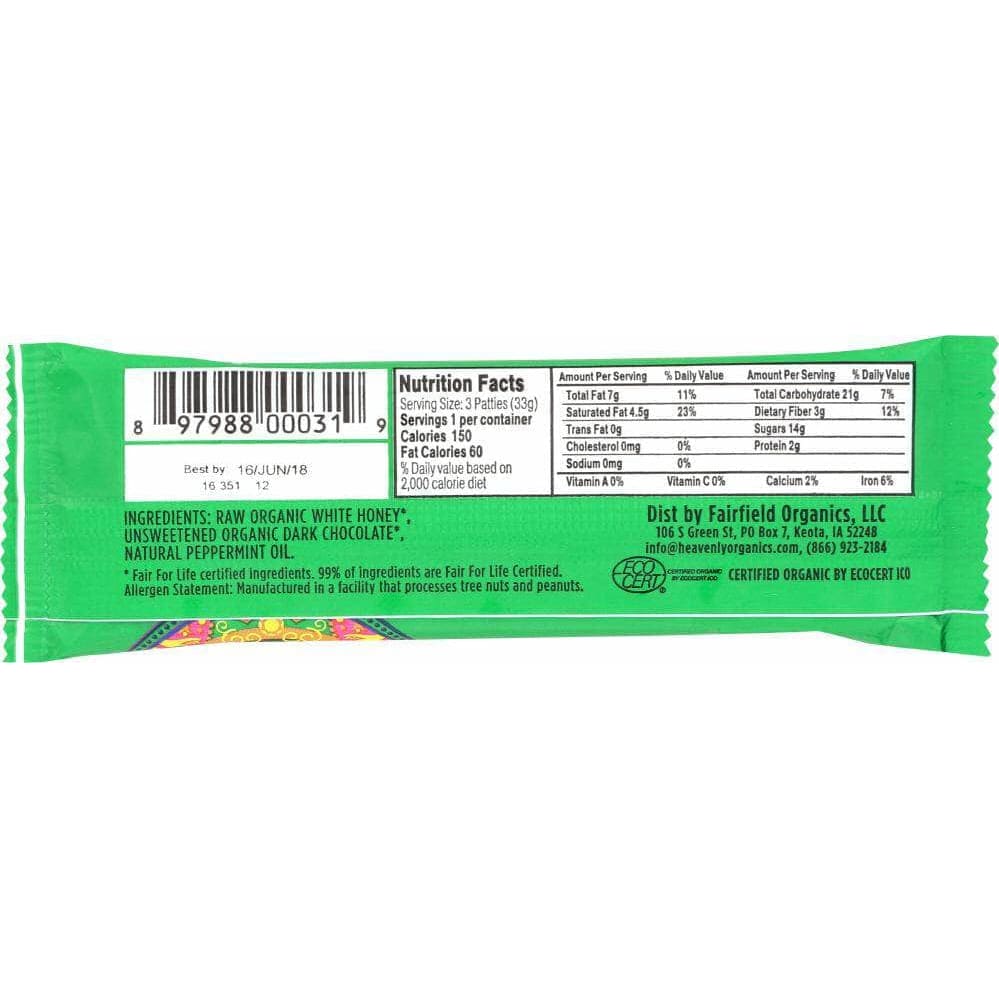 8 97988 00031 9
Best by 16/JUN/18
16 351 12
Nutrition Facts
Serving Size: 3 Patties (33g)
Servings 1 per container
Calories 150
Fat Calories 60
% Daily value based on
2,000 calorie diet
Amount Per Serving % Daily Value Amount Per Serving % Daily Value
Total Fat 7g 11% Total Carbohydrate 21g 7%
Saturated Fat 4.5g 23% Dietary Fiber 3g 12%
Trans Fat 0g Sugars 14g
Cholesterol 0mg 0% Protein 2g
Sodium 0mg 0%
Vitamin A 0% Vitamin C 0% Calcium 2% Iron 6%
INGREDIENTS: RAW ORGANIC WHITE HONEY*,
UNSWEETENED ORGANIC DARK CHOCOLATE*,
NATURAL PEPPERMINT OIL.
* Fair For Life certified ingredients. 99% of ingredients are Fair For Life Certified.
Allergen Statement: Manufactured in a facility that processes tree nuts and peanuts.
Dist by Fairfield Organics, LLC
106 S Green St, PO Box 7, Keota, IA 52248
info@heavenlyorganics.com, (866) 923-2184
ECO
CERT®
CERTIFIED ORGANIC
BY ECOCERT ICO
CERTIFIED ORGANIC BY ECOCERT ICO